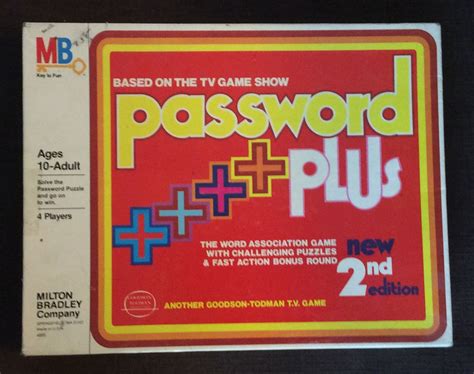 MB
Key to Fun
Ages
10-Adult
Solve the
Password Puzzle
and go on
to win.
4 Players
MILTON
BRADLEY
Company
BASED ON THE TV GAME SHOW
password
plus
THE WORD ASSOCIATION GAME
WITH CHALLENGING PUZZLES
& FAST ACTION BONUS ROUND
new
2nd
edition
GOODSON
TODMAN
ANOTHER GOODSON-TODMAN T.V. GAME